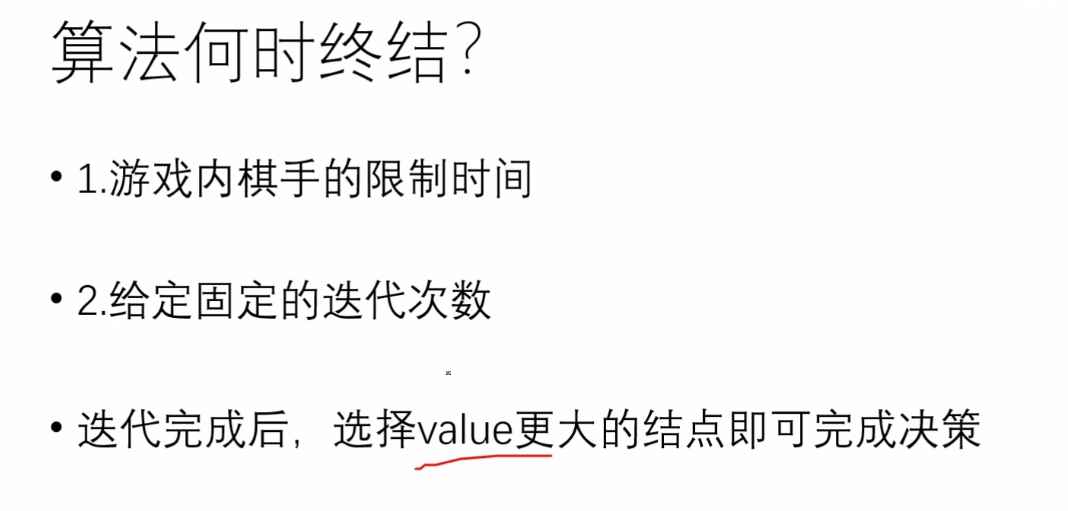 算法何时终结?
• 1.游戏内棋手的限制时间
• 2.给定固定的迭代次数
• 迭代完成后，选择value更大的结点即可完成决策